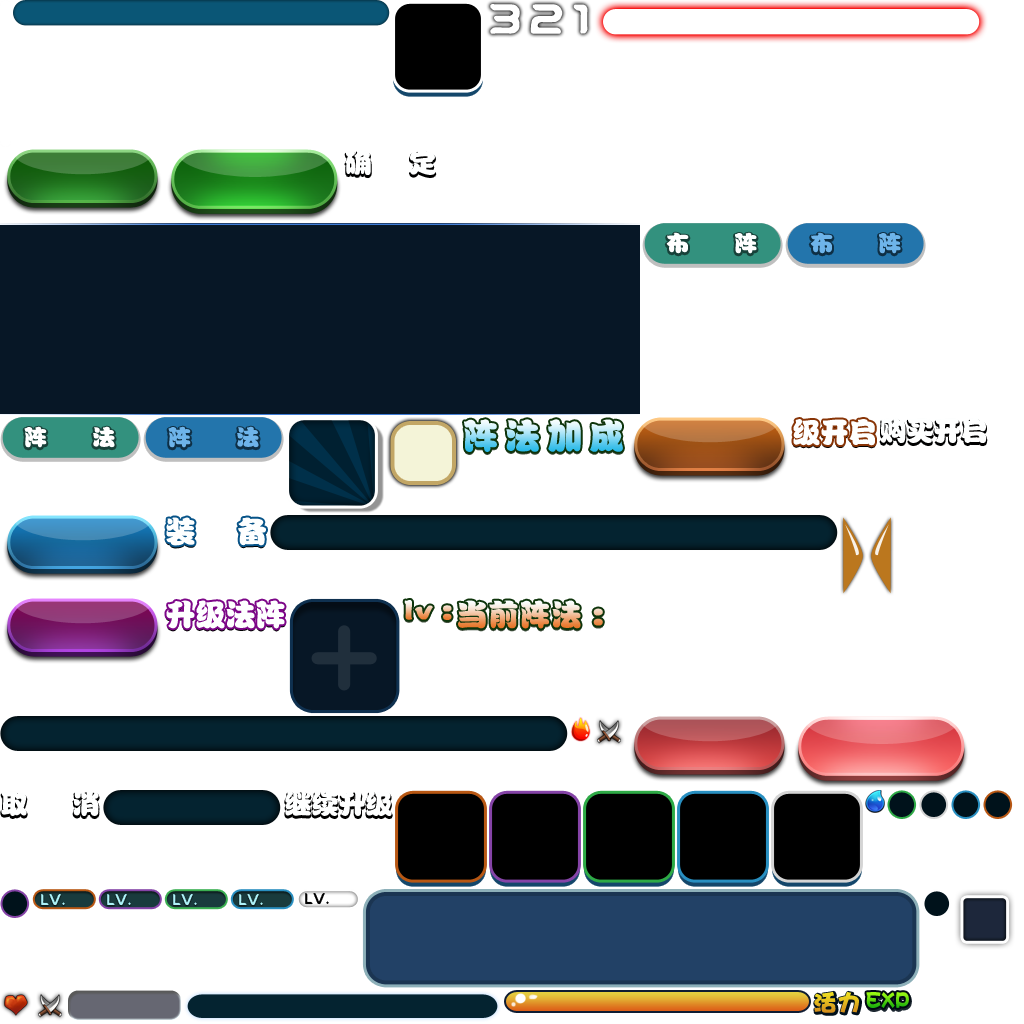 321
确 定
布 阵
布 阵
阵 法
阵 法
阵法加成
级开启
购买开启
装 备
升级法阵
lv:
当前阵法：
取 消
继续升级
LV.
LV.
LV.
LV.
LV.
活力
EXP